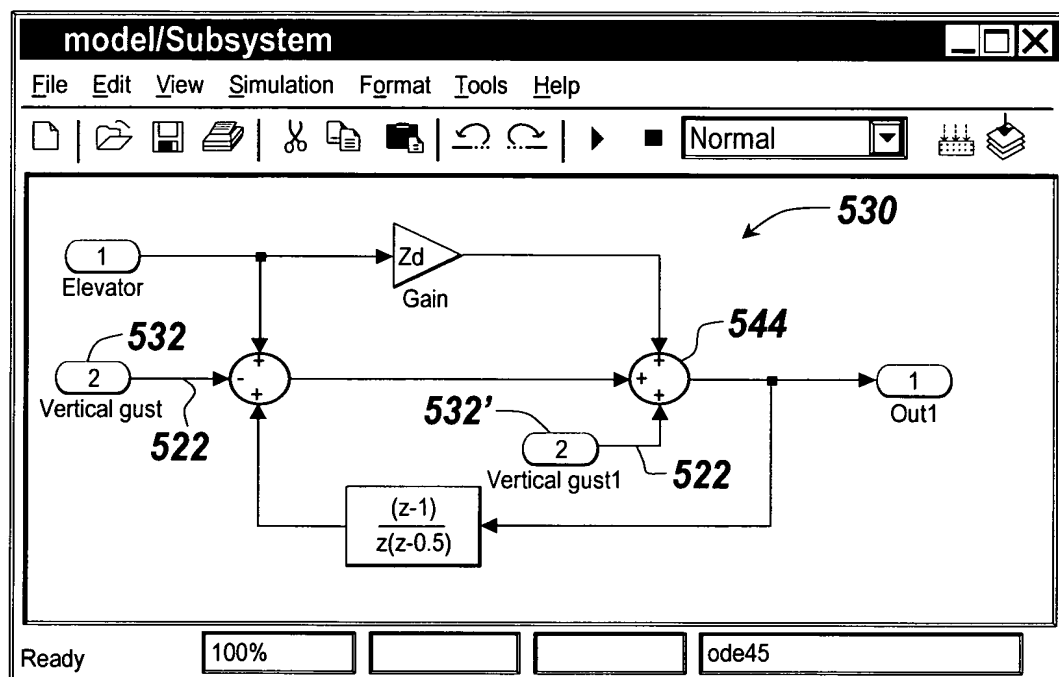 model/Subsystem
File Edit View Simulation Format Tools Help
Normal
530
1
Elevator
Zd
Gain
532
544
2
Vertical gust
522
-
+
+
+
+
+
532'
2
Vertical gust1
522
1
Out1
(z-1)
z(z-0.5)
Ready
100%
ode45